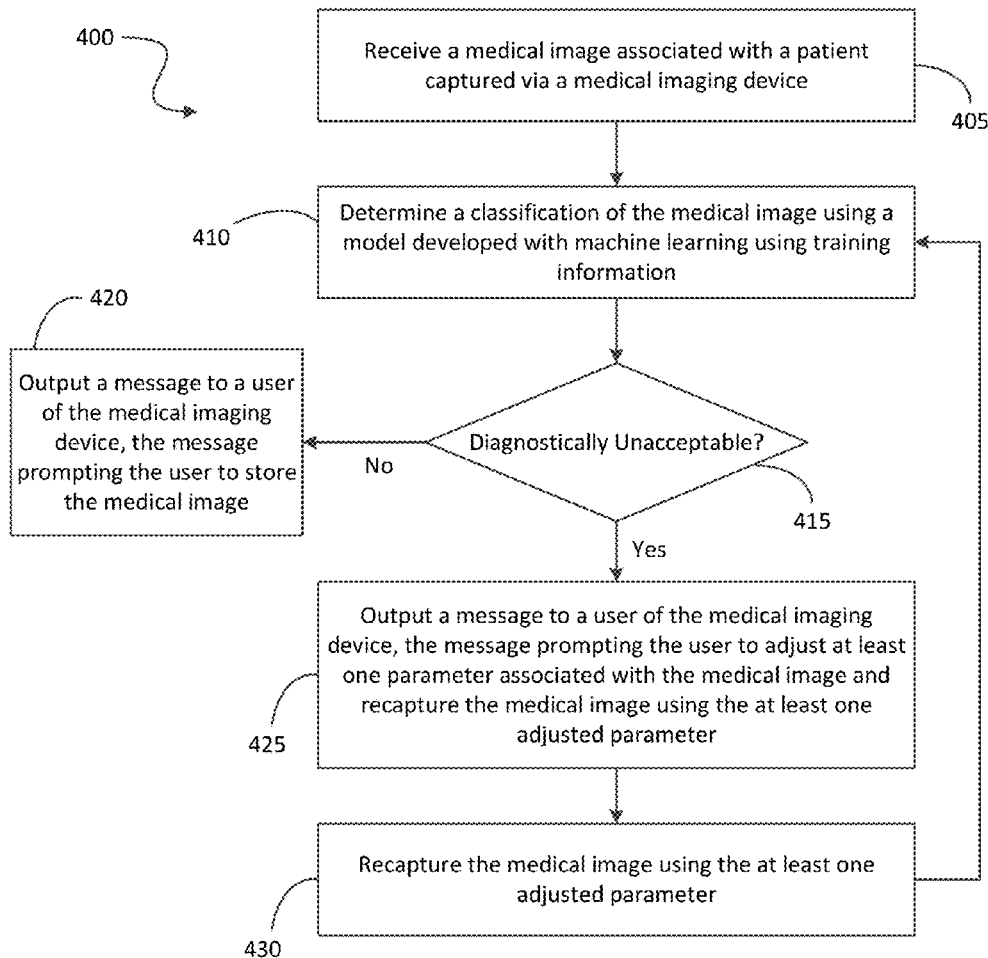 400
Receive a medical image associated with a patient
captured via a medical imaging device
405
410
Determine a classification of the medical image using a
model developed with machine learning using training
information
420
Output a message to a user
of the medical imaging
device, the message
prompting the user to store
the medical image
No
Diagnostically Unacceptable?
415
Yes
Output a message to a user of the medical imaging
device, the message prompting the user to adjust at least
one parameter associated with the medical image and
recapture the medical image using the at least one
adjusted parameter
425
Recapture the medical image using the at least one
adjusted parameter
430